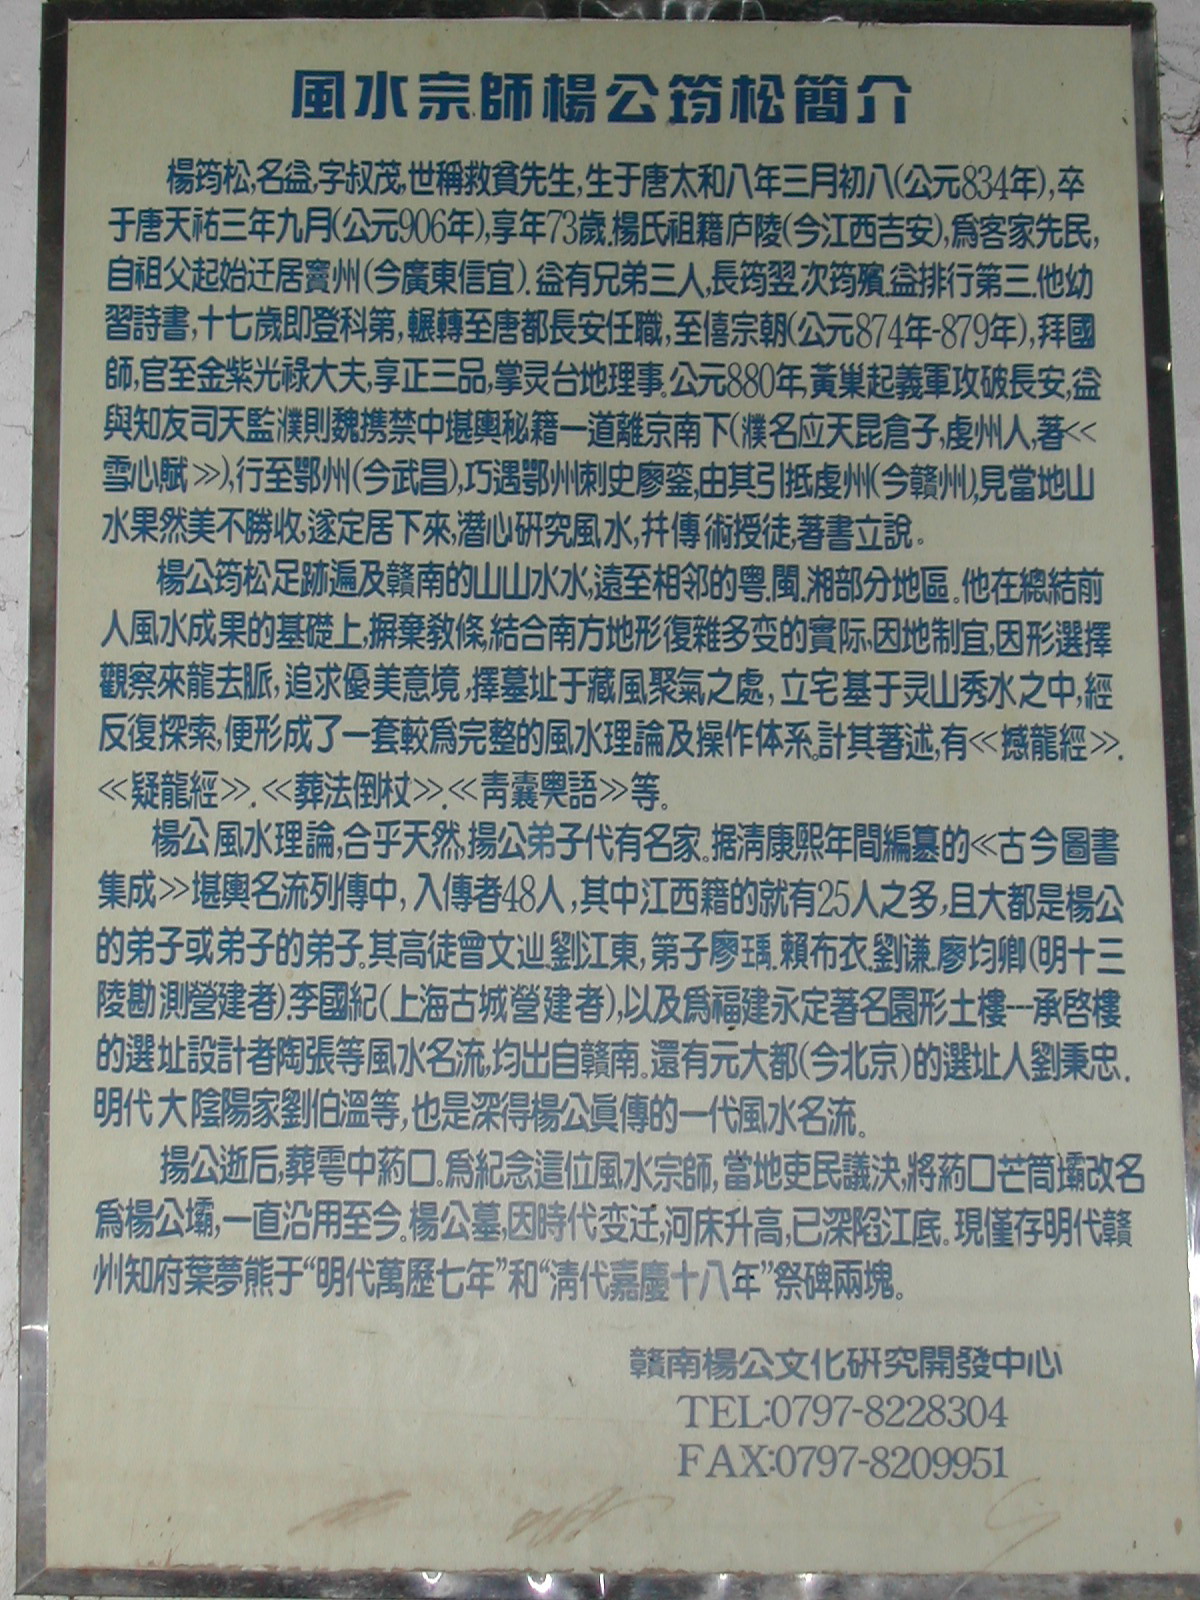 風水宗師楊公筠松簡介
楊筠松,名益,字叔茂,世稱救貧先生,生于唐太和八年三月初八(公元834年),卒
于唐天祐三年九月(公元906年),享年73歲.楊氏祖籍庐陵(今江西吉安),爲客家先民,
自祖父起始迁居竇州(今廣東信宜).益有兄弟三人,長筠翌.次筠殯.益排行第三.他幼
習詩書,十七歲即登科第,輾轉至唐都長安任職,至僖宗朝(公元874年-879年),拜國
師,官至金紫光祿大夫,享正三品,掌灵台地理事.公元880年,黃巢起義軍攻破長安,益
與知友司天監濮則魏携禁中堪輿秘籍一道離京南下(濮名应天昆倉子,虔州人,著<<
雪心賦>>),行至鄂州(今武昌),巧遇鄂州刺史廖銮,由其引抵虔州(今贛州),見當地山
水果然美不勝收,遂定居下來,潛心研究風水,幷傳術授徒,著書立說。
楊公筠松足跡遍及贛南的山山水水,遠至相邻的粤.閩.湘部分地區。他在總結前
人風水成果的基礎上,摒棄教條,結合南方地形復雜多变的實际,因地制宜,因形選擇
觀察來龍去脈,追求優美意境,擇墓址于藏風聚氣之處,立宅基于灵山秀水之中,經
反復探索,便形成了一套較爲完整的風水理論及操作体系.計其著述,有<<撼龍經>>.
<<疑龍經>>.<<葬法倒杖>>.<<靑囊奥語>>等。
楊公風水理論,合乎天然,揚公弟子代有名家。据淸康熙年間編纂的<<古今圖書
集成>>堪輿名流列傳中,入傳者48人,其中江西籍的就有25人之多,且大都是楊公
的弟子或弟子的弟子.其高徒曾文辿.劉江東,第子廖瑀.賴布衣.劉谦.廖均卿(明十三
陵勘測營建者).李國紀(上海古城營建者),以及爲福建永定著名園形土樓---承啓樓
的選址設計者陶張等風水名流,均出自贛南。還有元大都(今北京)的選址人劉秉忠.
明代大陰陽家劉伯溫等,也是深得楊公眞傳的一代風水名流。
揚公逝后,葬雩中葯口。爲紀念這位風水宗師,當地吏民議決,將葯口芒筒壩改名
爲楊公壩,一直沿用至今。楊公墓,因時代变迁,河床升高,已深陷江底。現僅存明代贛
州知府葉夢熊于“明代萬歷七年”和“淸代嘉慶十八年”祭碑兩塊。
贛南楊公文化研究開發中心
TEL:0797-8228304
FAX:0797-8209951